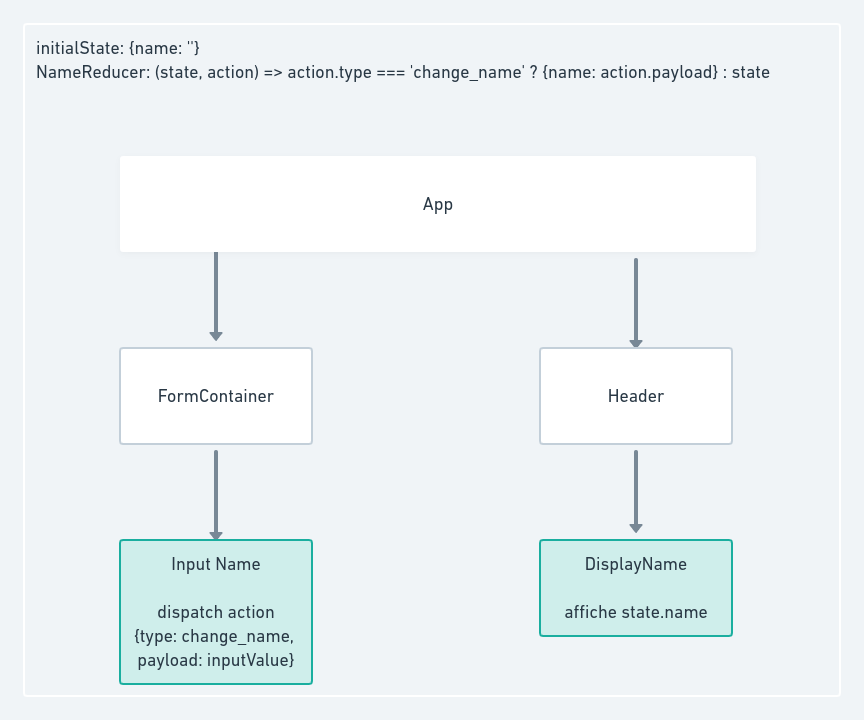 initialState: {name: ''}
NameReducer: (state, action) => action.type === 'change_name' ? {name: action.payload} : state
App
FormContainer
Header
Input Name
dispatch action
{type: change_name,
payload: inputValue}
DisplayName
affiche state.name